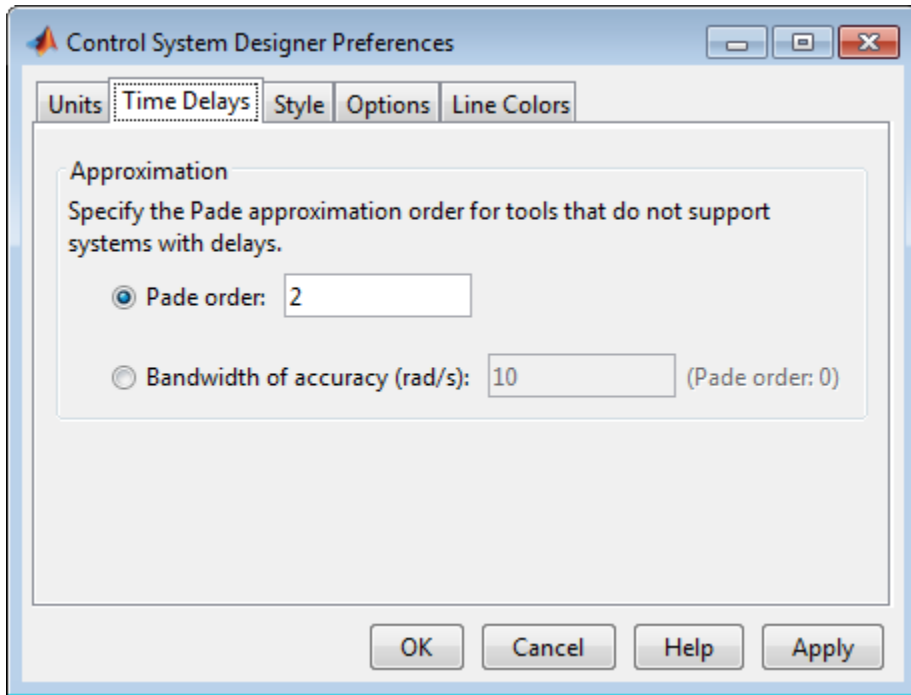 Control System Designer Preferences
Units Time Delays Style Options Line Colors
Approximation
Specify the Pade approximation order for tools that do not support
systems with delays.
Pade order: 2
Bandwidth of accuracy (rad/s): 10 (Pade order: 0)
OK Cancel Help Apply